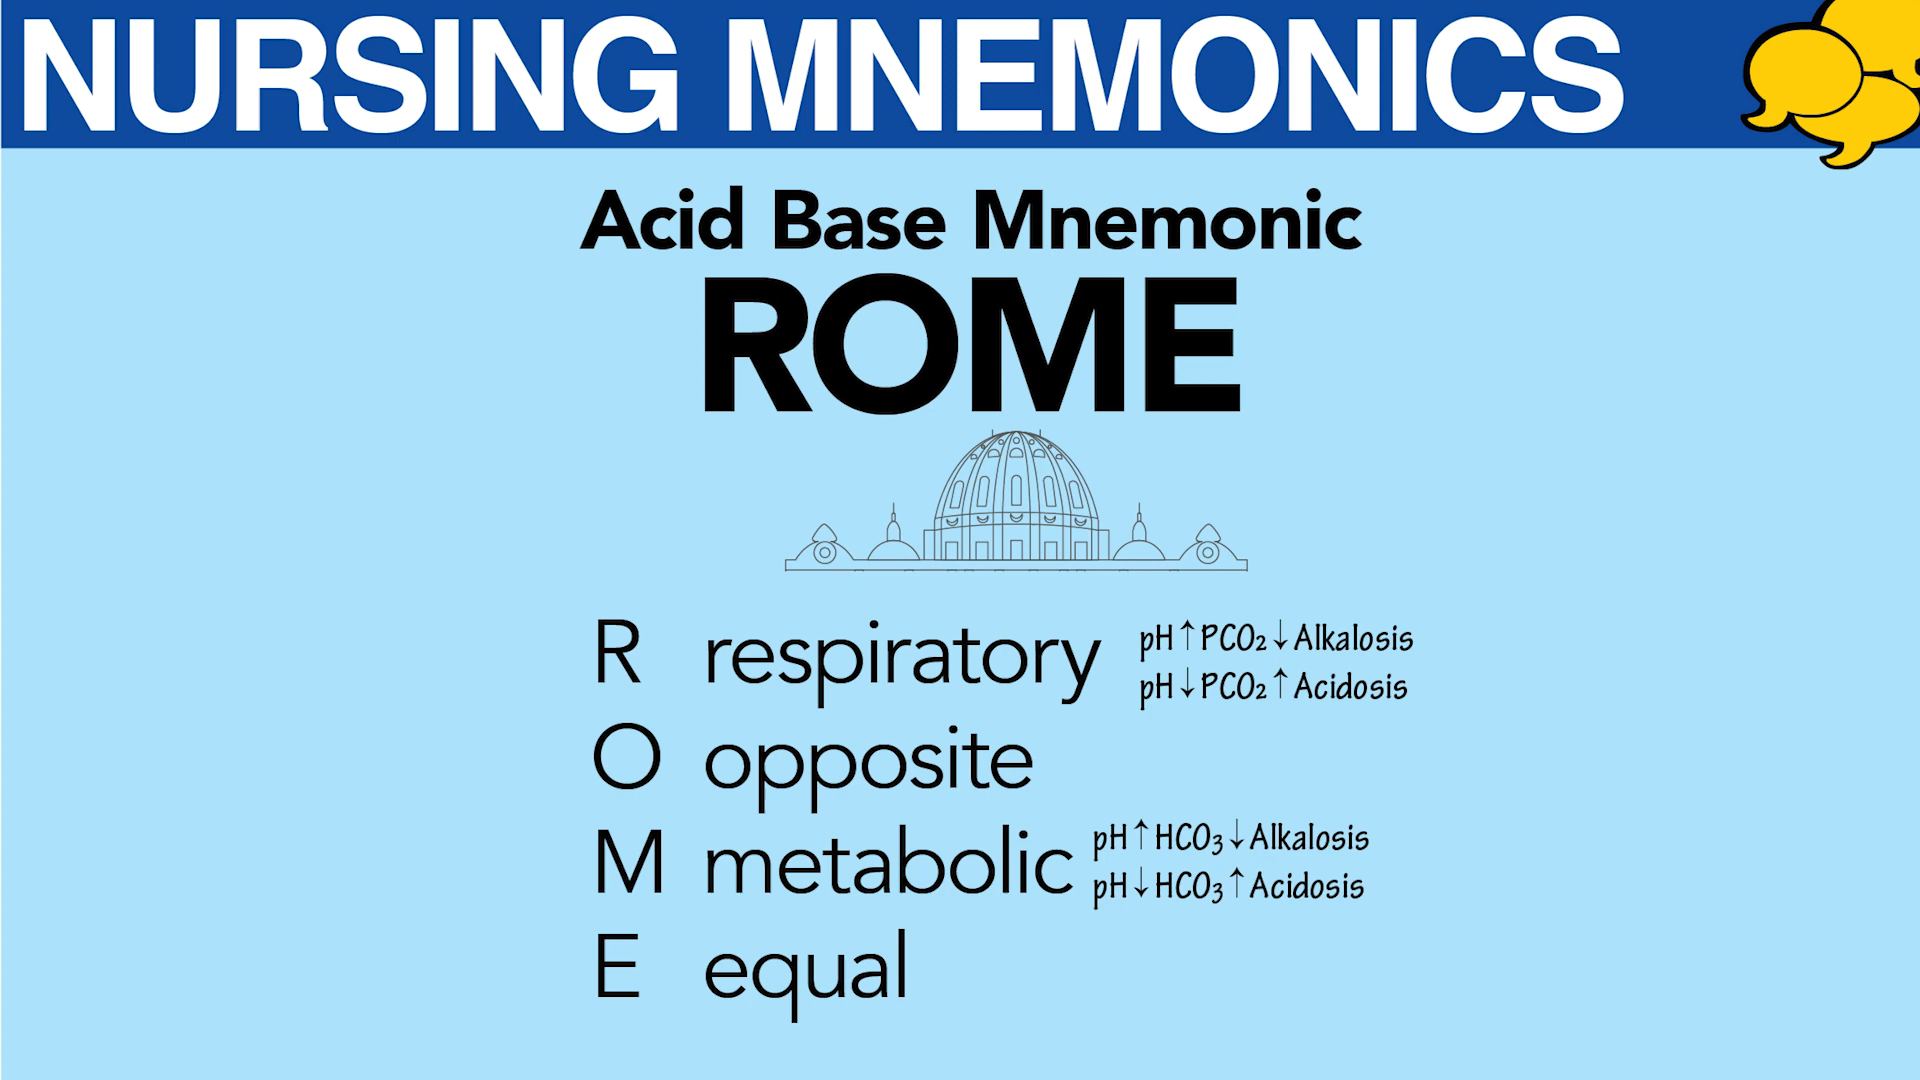 NURSING MNEMONICS
Acid Base Mnemonic
ROME
R respiratory pH↑PCO₂↓Alkalosis
pH↓PCO₂↑Acidosis
O opposite
M metabolic pH↑HCO₃↓Alkalosis
pH↓HCO₃↑Acidosis
E equal